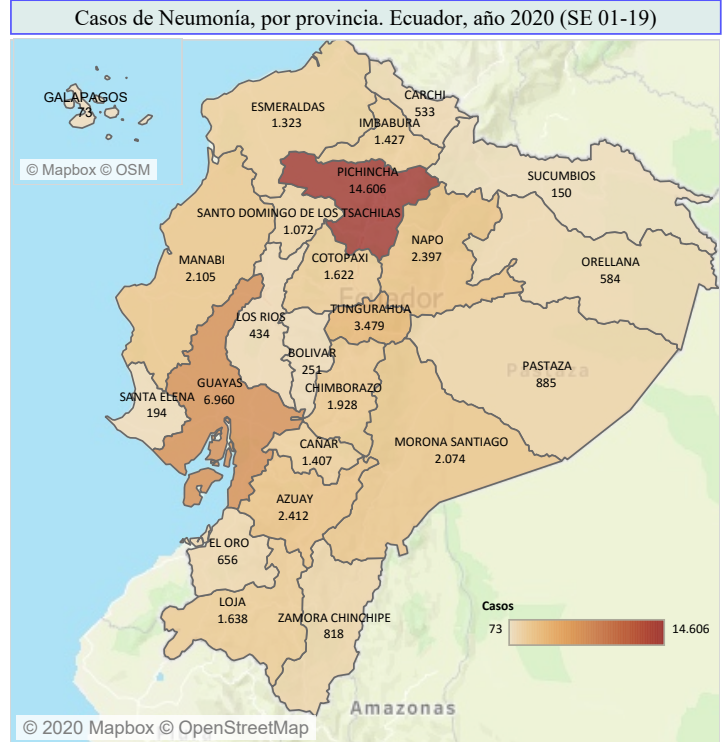 Casos de Neumonía, por provincia. Ecuador, año 2020 (SE 01-19)
GALAPAGOS
73
© Mapbox © OSM
ESMERALDAS
1.323
CARCHI
533
IMBABURA
1.427
PICHINCHA
14.606
SUCUMBIOS
150
SANTO DOMINGO DE LOS TSACHILAS
1.072
NAPO
2.397
MANABI
2.105
COTOPAXI
1.622
ORELLANA
584
Ecuador
TUNGURAHUA
3.479
LOS RIOS
434
BOLIVAR
251
PASTAZA
885
Pastaza
GUAYAS
6.960
CHIMBORAZO
1.928
SANTA ELENA
194
CAÑAR
1.407
MORONA SANTIAGO
2.074
AZUAY
2.412
EL ORO
656
LOJA
1.638
ZAMORA CHINCHIPE
818
Casos
73 14.606
Amazonas
© 2020 Mapbox © OpenStreetMap